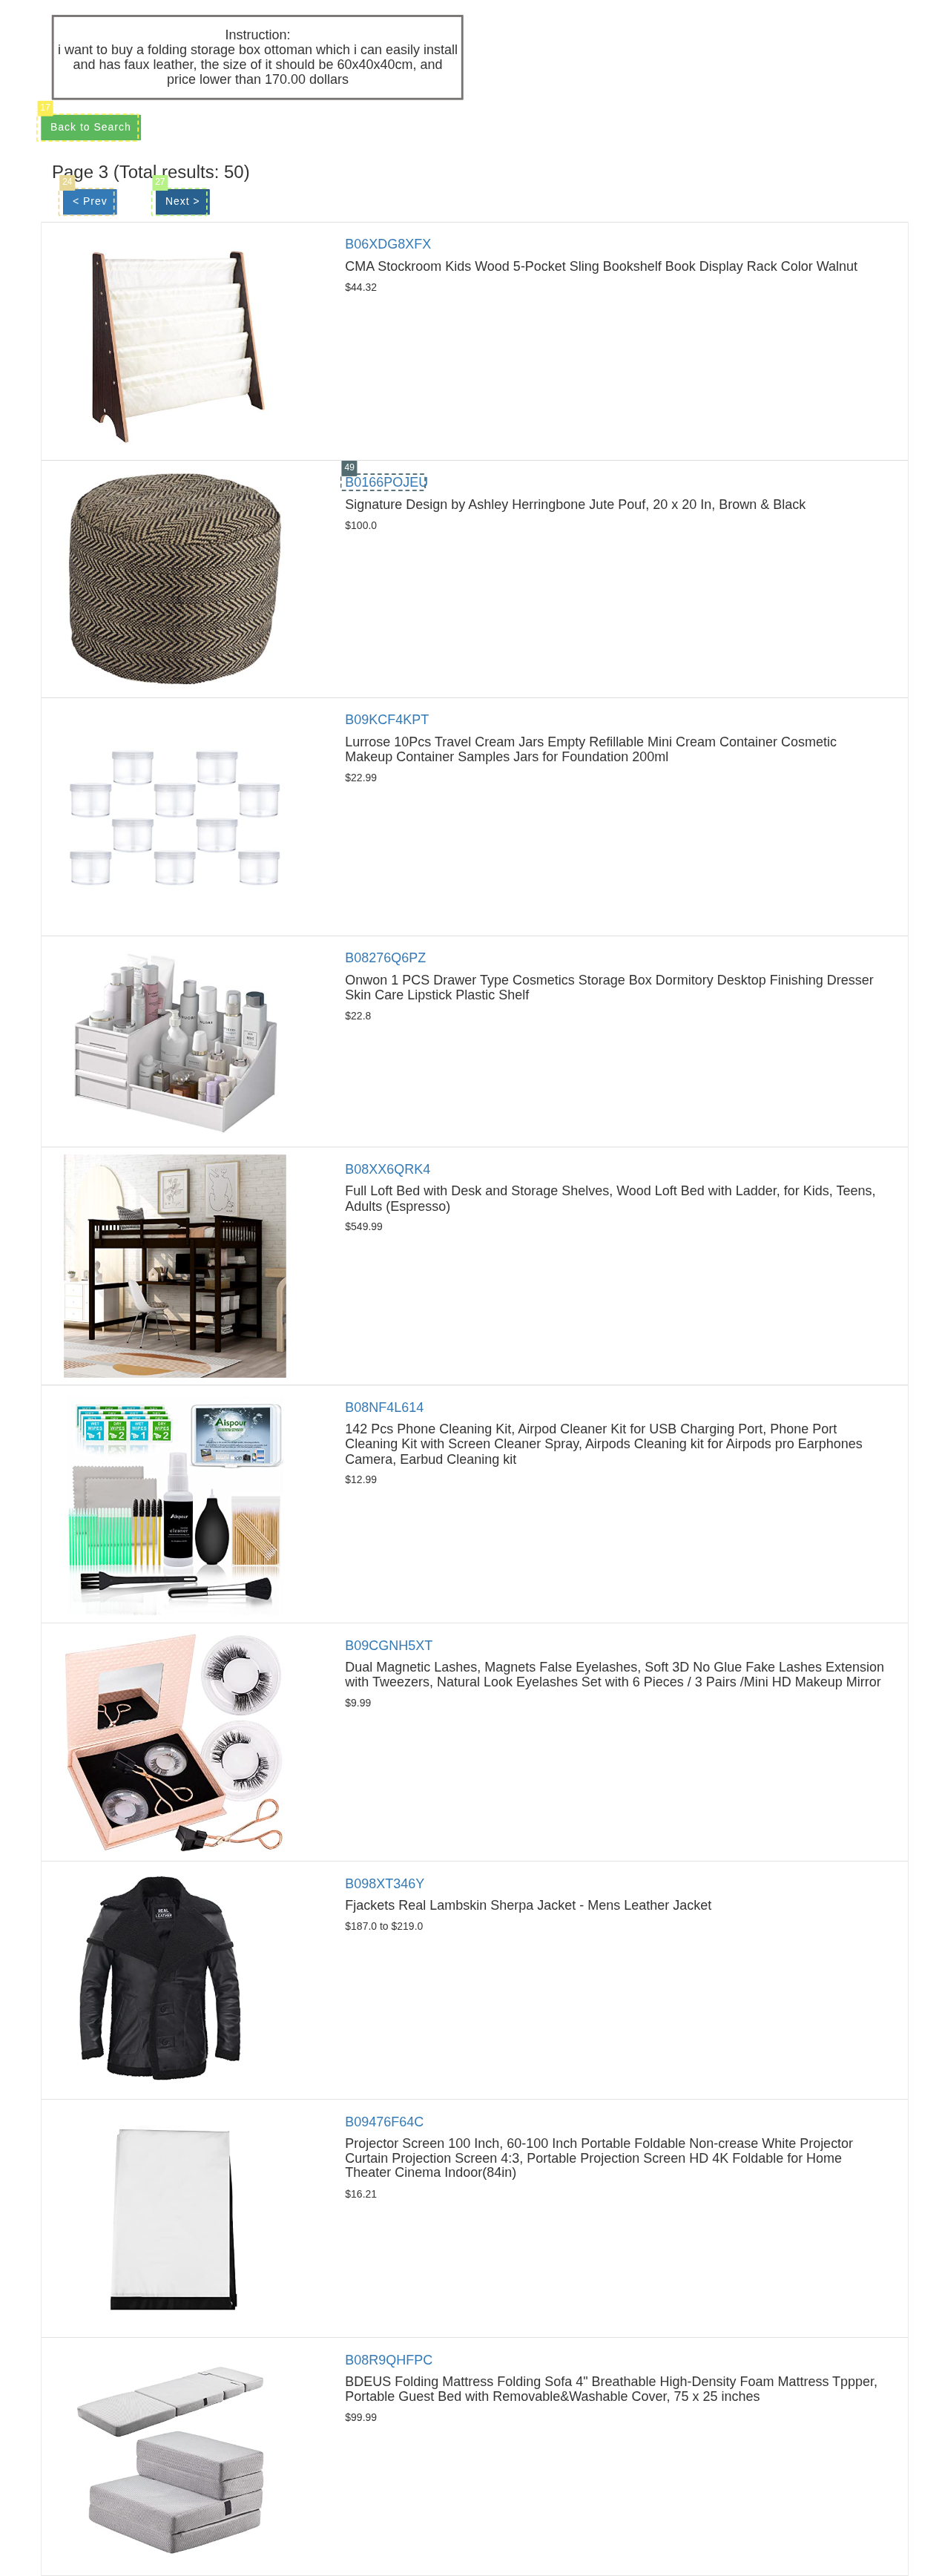 Instruction:
i want to buy a folding storage box ottoman which i can easily install
and has faux leather, the size of it should be 60x40x40cm, and
price lower than 170.00 dollars
17
Back to Search
Page 3 (Total results: 50)
24
27
< Prev
Next >
B06XDG8XFX
CMA Stockroom Kids Wood 5-Pocket Sling Bookshelf Book Display Rack Color Walnut
$44.32
49
B0166POJEU
Signature Design by Ashley Herringbone Jute Pouf, 20 x 20 In, Brown & Black
$100.0
B09KCF4KPT
Lurrose 10Pcs Travel Cream Jars Empty Refillable Mini Cream Container Cosmetic
Makeup Container Samples Jars for Foundation 200ml
$22.99
B08276Q6PZ
Onwon 1 PCS Drawer Type Cosmetics Storage Box Dormitory Desktop Finishing Dresser
Skin Care Lipstick Plastic Shelf
$22.8
B08XX6QRK4
Full Loft Bed with Desk and Storage Shelves, Wood Loft Bed with Ladder, for Kids, Teens,
Adults (Espresso)
$549.99
B08NF4L614
142 Pcs Phone Cleaning Kit, Airpod Cleaner Kit for USB Charging Port, Phone Port
Cleaning Kit with Screen Cleaner Spray, Airpods Cleaning kit for Airpods pro Earphones
Camera, Earbud Cleaning kit
$12.99
B09CGNH5XT
Dual Magnetic Lashes, Magnets False Eyelashes, Soft 3D No Glue Fake Lashes Extension
with Tweezers, Natural Look Eyelashes Set with 6 Pieces / 3 Pairs /Mini HD Makeup Mirror
$9.99
B098XT346Y
Fjackets Real Lambskin Sherpa Jacket - Mens Leather Jacket
$187.0 to $219.0
B09476F64C
Projector Screen 100 Inch, 60-100 Inch Portable Foldable Non-crease White Projector
Curtain Projection Screen 4:3, Portable Projection Screen HD 4K Foldable for Home
Theater Cinema Indoor(84in)
$16.21
B08R9QHFPC
BDEUS Folding Mattress Folding Sofa 4" Breathable High-Density Foam Mattress Tppper,
Portable Guest Bed with Removable&Washable Cover, 75 x 25 inches
$99.99